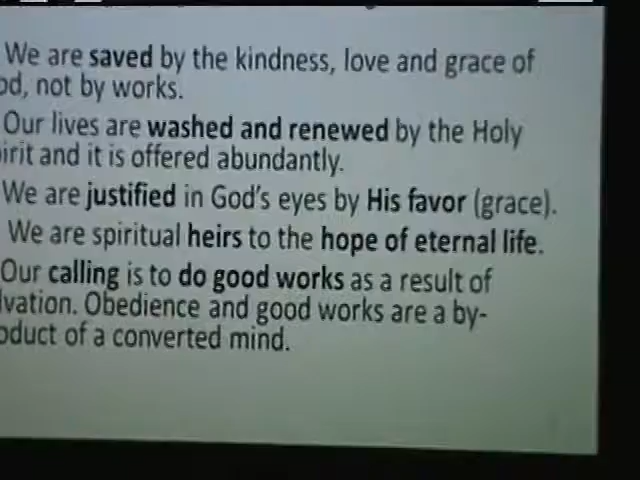 We are saved by the kindness, love and grace of
od, not by works.
Our lives are washed and renewed by the Holy
irit and it is offered abundantly.
We are justified in God's eyes by His favor (grace).
We are spiritual heirs to the hope of eternal life.
Our calling is to do good works as a result of
lvation. Obedience and good works are a by-
oduct of a converted mind.